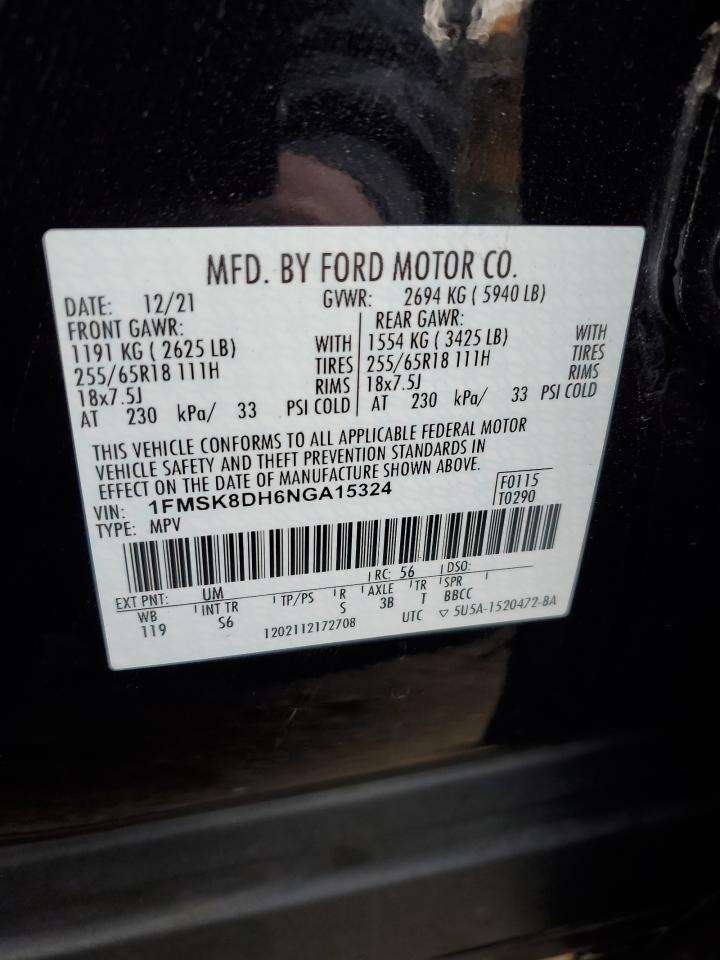 MFD. BY FORD MOTOR CO.
DATE: 12/21 GVWR: 2694 KG ( 5940 LB)
FRONT GAWR: REAR GAWR:
1191 KG ( 2625 LB) WITH 1554 KG ( 3425 LB) WITH
255/65R18 111H TIRES 255/65R18 111H TIRES
18x7.5J RIMS 18x7.5J RIMS
AT 230 kPa/ 33 PSI COLD AT 230 kPa/ 33 PSI COLD
THIS VEHICLE CONFORMS TO ALL APPLICABLE FEDERAL MOTOR
VEHICLE SAFETY AND THEFT PREVENTION STANDARDS IN
EFFECT ON THE DATE OF MANUFACTURE SHOWN ABOVE.
VIN: 1FMSK8DH6NGA15324 F0115
TYPE: MPV T0290
EXT PNT: UM RC: 56 DSO:
WB INT TR TP/PS R AXLE TR SPR
119 S6 S 3B T BBCC
1202112172708 UTC ▽ 5U5A-1520472-BA